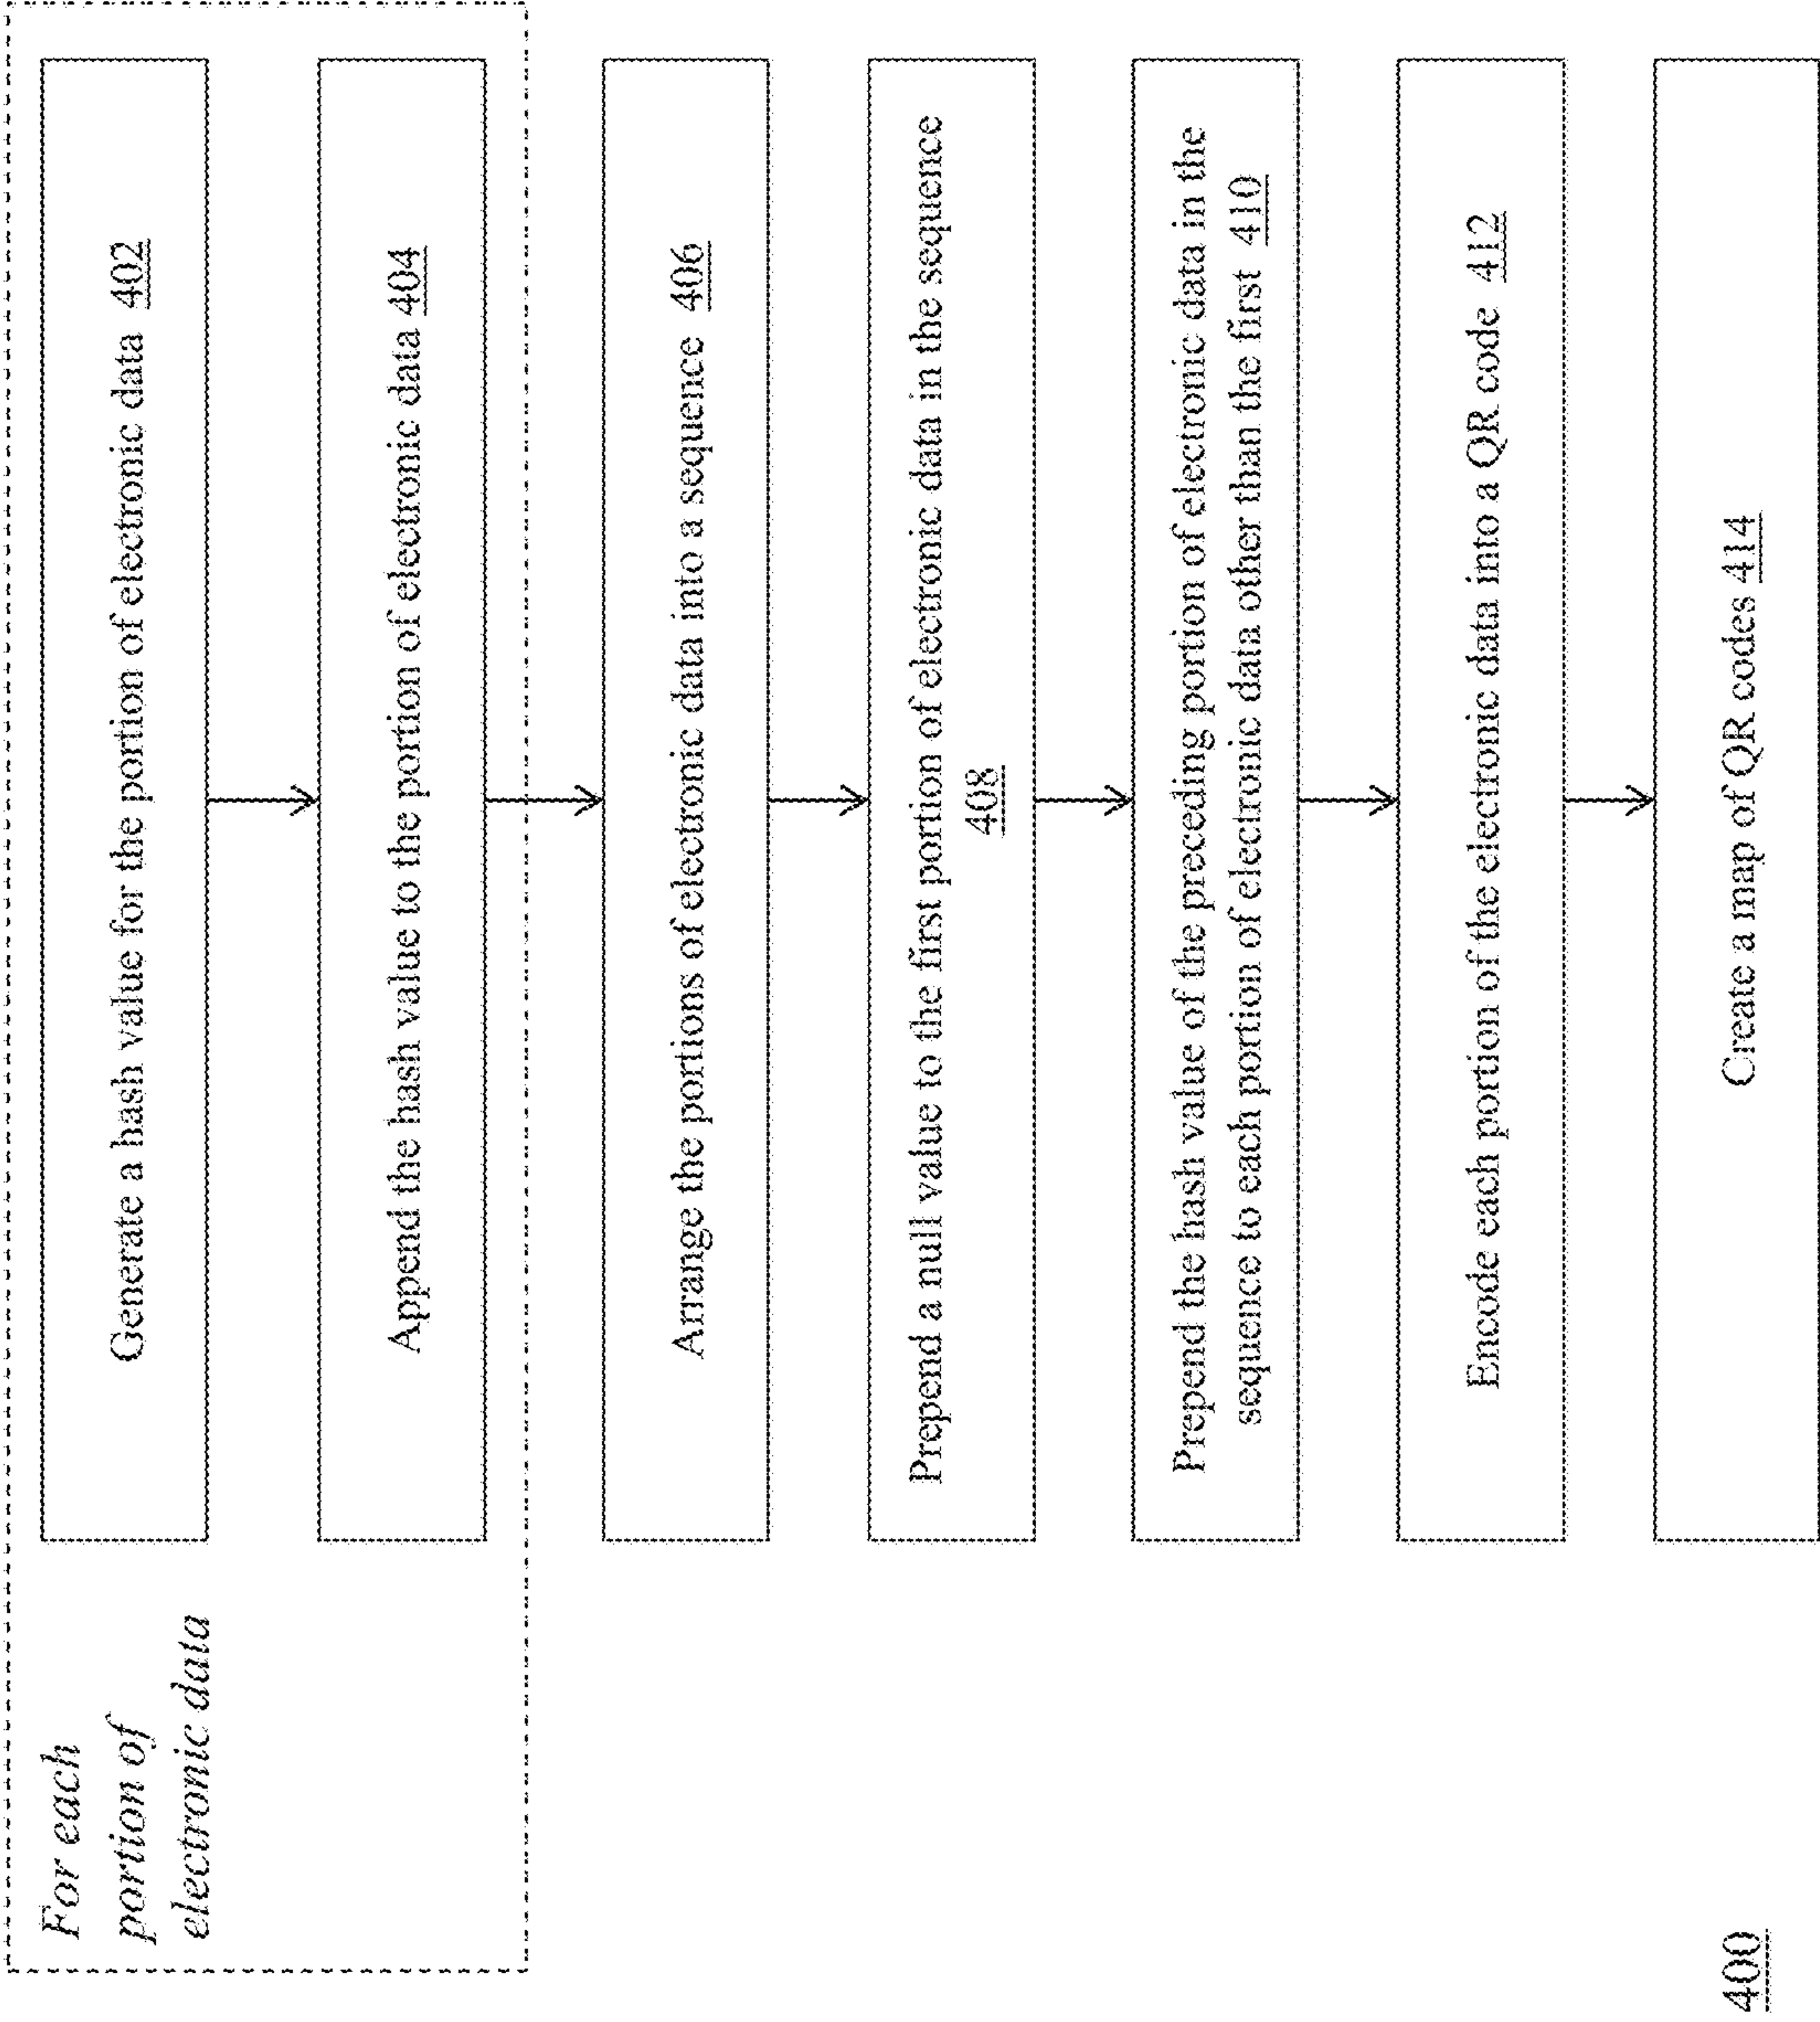 For each
portion of
electronic data
Generate a hash value for the portion of electronic data 402
Append the hash value to the portion of electronic data 404
Arrange the portions of electronic data into a sequence 406
Prepend a null value to the first portion of electronic data in the sequence
408
Prepend the hash value of the preceding portion of electronic data in the
sequence to each portion of electronic data other than the first 410
Encode each portion of the electronic data into a QR code 412
Create a map of QR codes 414
400